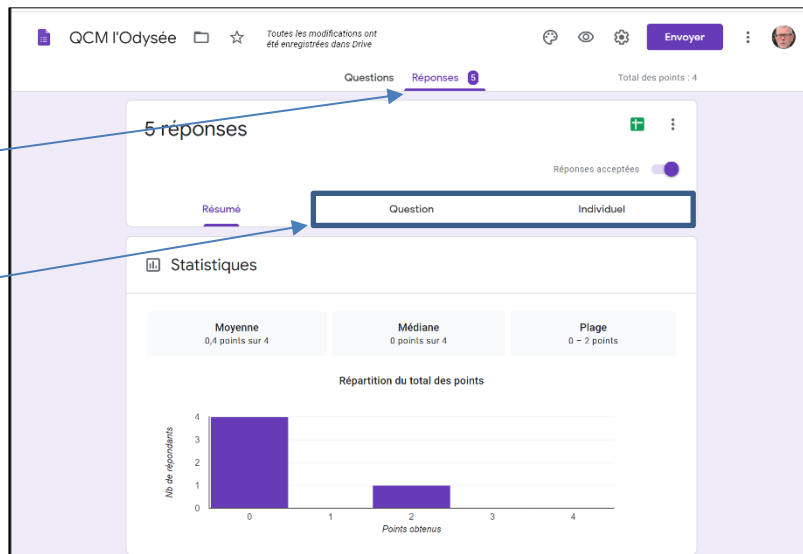 QCM l'Odysée
Toutes les modifications ont
été enregistrées dans Drive
Envoyer
Questions Réponses 5
Total des points : 4
5 réponses
Réponses acceptées
Résumé Question Individuel
Statistiques
Moyenne Médiane Plage
0,4 points sur 4 0 points sur 4 0 – 2 points
Répartition du total des points
Nb de répondants
4
3
2
1
0
0 1 2 3 4
Points obtenus